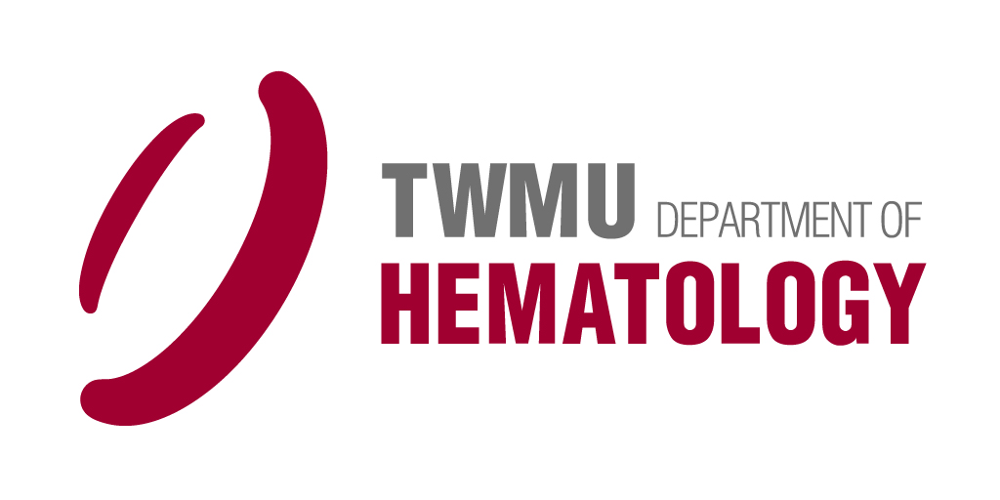 TWMU DEPARTMENT OF
HEMATOLOGY